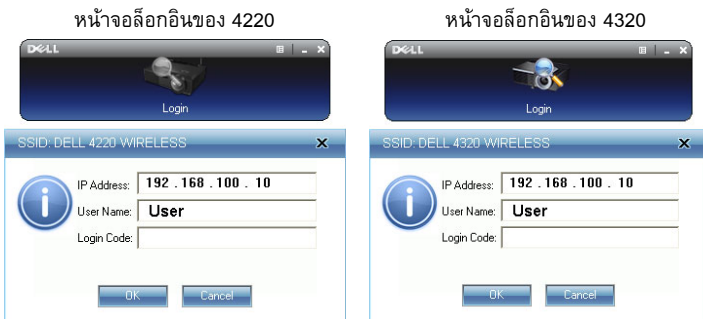 หน้าจอล็อกอินของ 4220
DELL
Login
SSID: DELL 4220 WIRELESS
IP Address: 192 . 168 . 100 . 10
User Name: User
Login Code:
OK Cancel
หน้าจอล็อกอินของ 4320
DELL
Login
SSID: DELL 4320 WIRELESS
IP Address: 192 . 168 . 100 . 10
User Name: User
Login Code:
OK Cancel